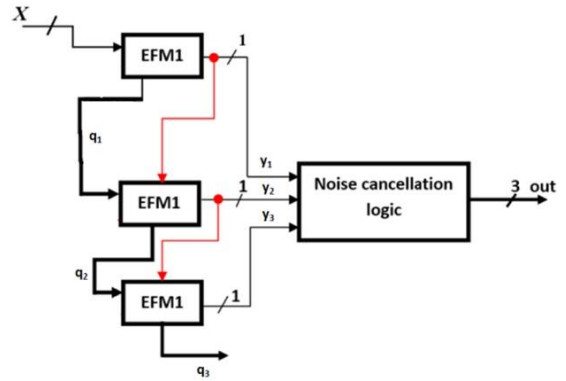 X
EFM1
1
q1
y1
EFM1
1
y2
Noise cancellation
logic
3 out
y3
q2
EFM1
1
q3